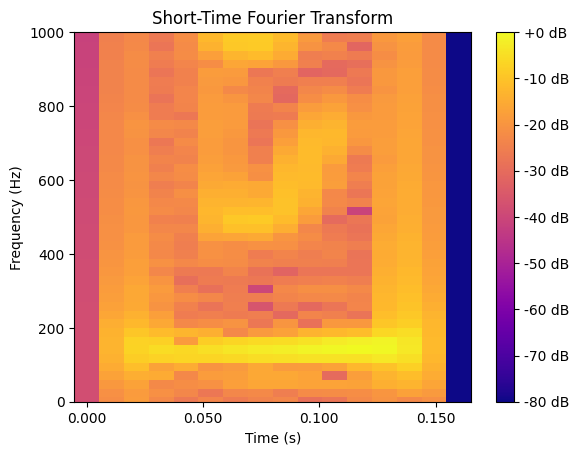 Short-Time Fourier Transform
1000
800
600
400
200
0
Frequency (Hz)
0.000
0.050
0.100
0.150
Time (s)
+0 dB
-10 dB
-20 dB
-30 dB
-40 dB
-50 dB
-60 dB
-70 dB
-80 dB